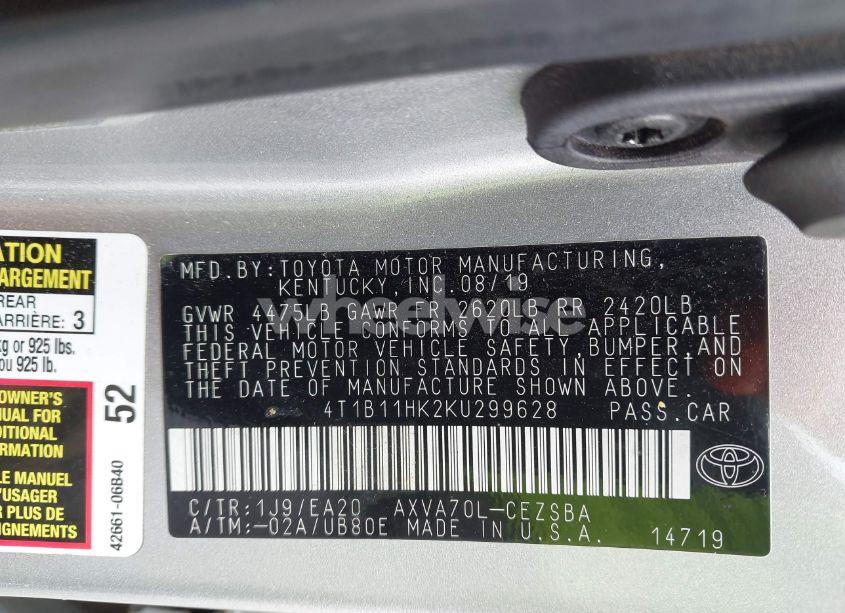 ATION
ARGEMENT
REAR
ARRIÈRE: 3
kg or 925 lbs.
ou 925 lb.
OWNER'S
NUAL FOR
DITIONAL
ORMATION
LE MANUEL
'USAGER
R PLUS DE
GNEMENTS
52
42661-06B40
MFD.BY:TOYOTA MOTOR MANUFACTURING,
KENTUCKY,INC.08/19
GVWR 4475LB GAWR 2620LB RR 2420LB
THIS VEHICLE CONFORMS TO ALL APPLICABLE
FEDERAL MOTOR VEHICLE SAFETY,BUMPER,AND
THEFT PREVENTION STANDARDS IN EFFECT ON
THE DATE OF MANUFACTURE SHOWN ABOVE.
4T1B11HK2KU299628 PASS.CAR
C/TR:1J9/EA20 AXVA70L-CEZSBA
A/TM:-02A/UB80E MADE IN U.S.A. 14719
wheelwise